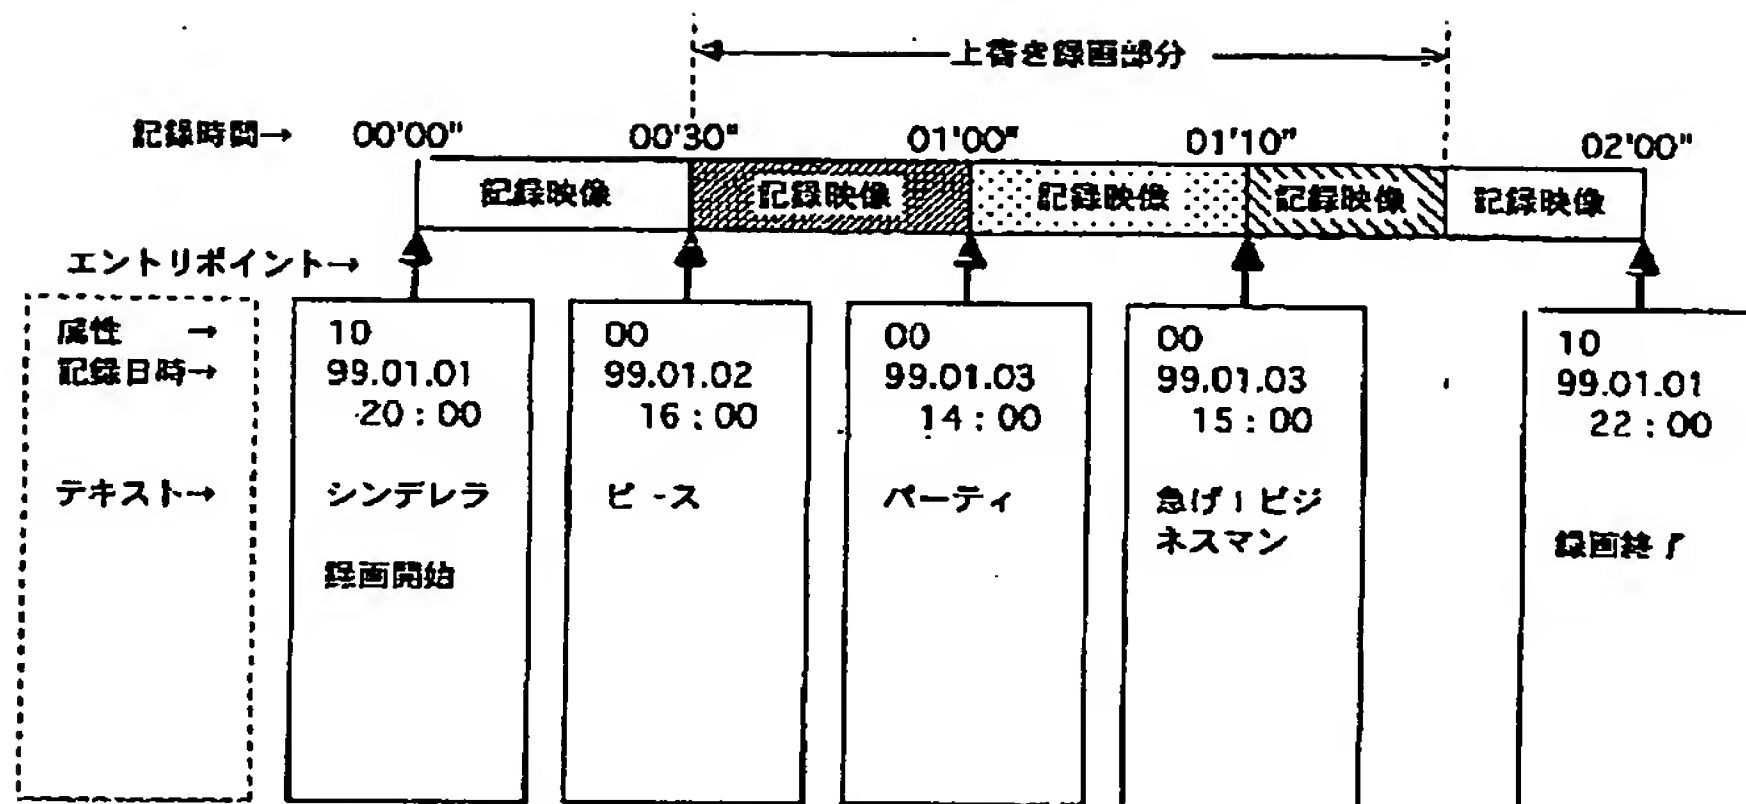 上書き録画部分
記録時間→ 00'00" 00'30" 01'00" 01'10" 02'00"
記録映像 記録映像 記録映像 記録映像 記録映像
エントリポイント→
属性 → 10 00 00 00 10
記録日時→ 99.01.01 99.01.02 99.01.03 99.01.03 99.01.01
20:00 16:00 14:00 15:00 22:00
テキスト→ シンデレラ ピース パーティ 急げ!ビジ
ネスマン 録画終了
録画開始